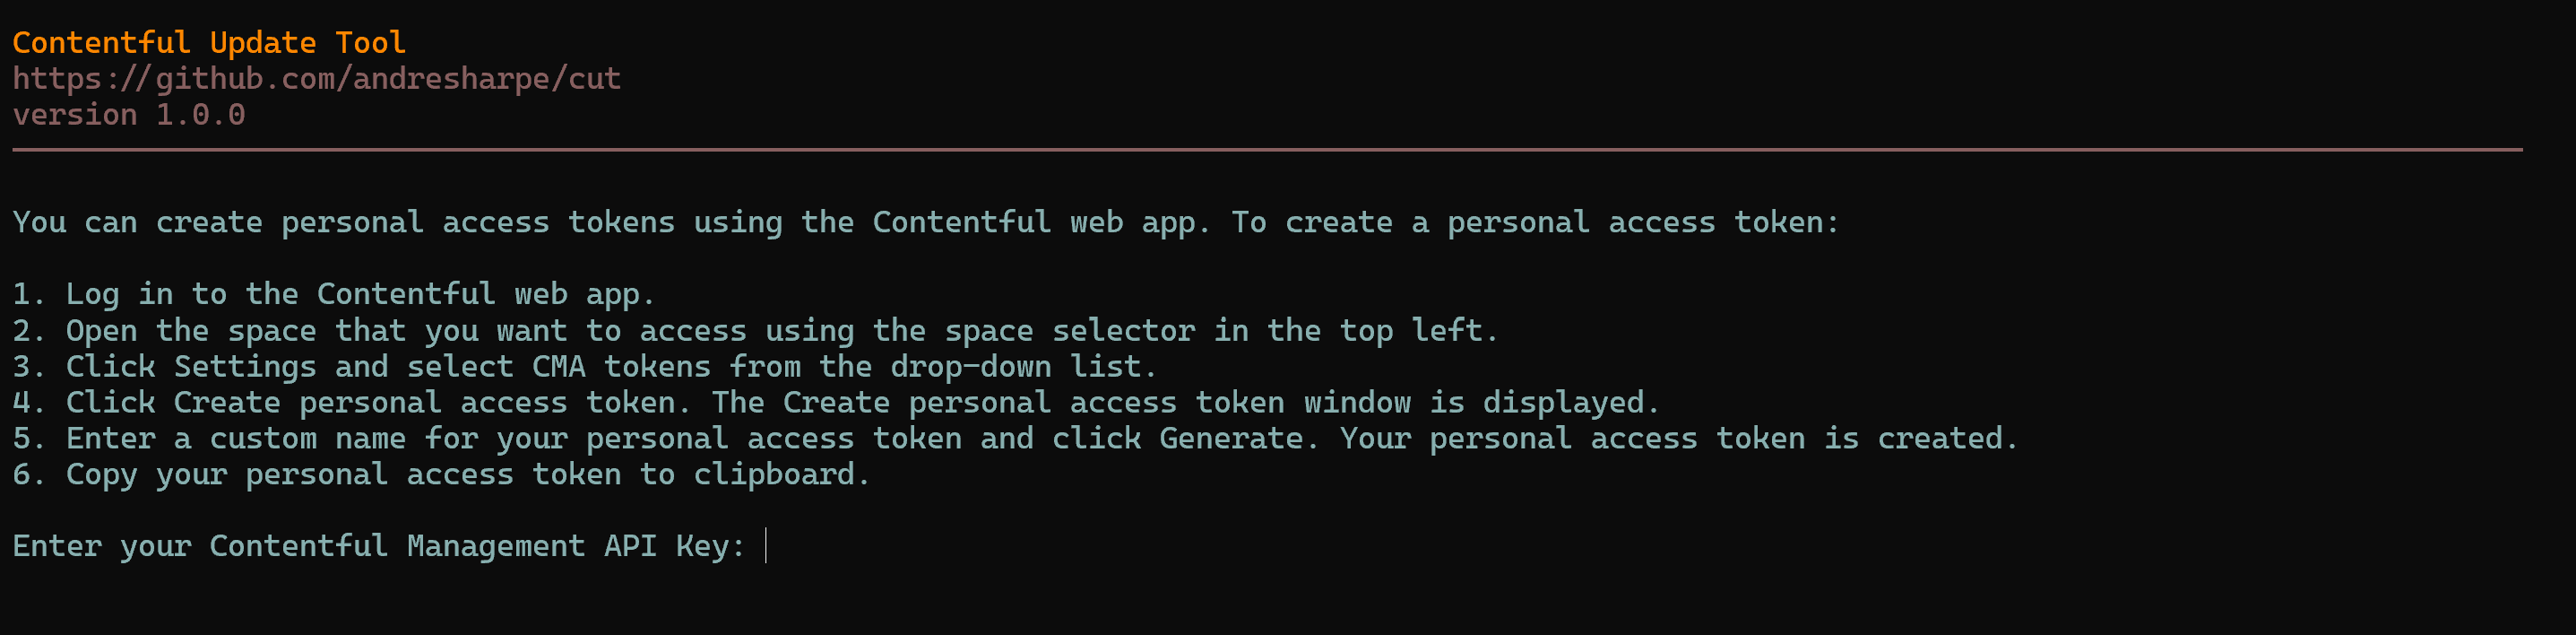 Contentful Update Tool
https://github.com/andresharpe/cut
version 1.0.0
You can create personal access tokens using the Contentful web app. To create a personal access token:
1. Log in to the Contentful web app.
2. Open the space that you want to access using the space selector in the top left.
3. Click Settings and select CMA tokens from the drop-down list.
4. Click Create personal access token. The Create personal access token window is displayed.
5. Enter a custom name for your personal access token and click Generate. Your personal access token is created.
6. Copy your personal access token to clipboard.
Enter your Contentful Management API Key: